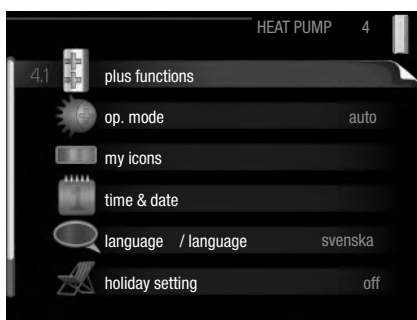 HEAT PUMP 4
4.1 plus functions
op. mode auto
my icons
time & date
language / language svenska
holiday setting off